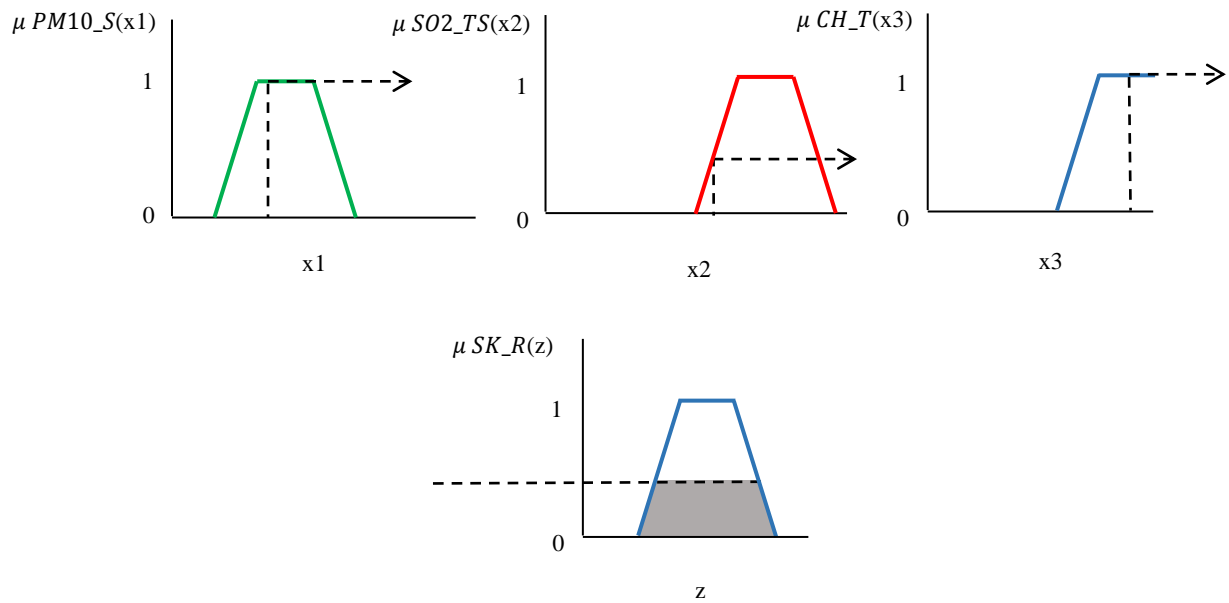 μ PM10_S(x1)
1
0
x1
μ SO2_TS(x2)
1
0
x2
μ CH_T(x3)
1
0
x3
μ SK_R(z)
1
0
z